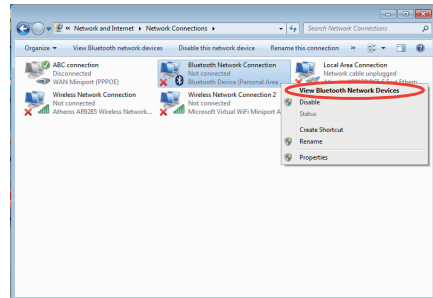 « Network and Internet ▸ Network Connections ▸
Search Network Connections
Organize ▾ View Bluetooth network devices Disable this network device Rename this connection »
ABC connection
Disconnected
WAN Miniport (PPPOE)
Bluetooth Network Connection
Not connected
Bluetooth Device (Personal Area
Local Area Connection
Network cable unplugged
Wireless Network Connection
Not connected
Atheros AR9285 Wireless Network...
Wireless Network Connection 2
Not connected
Microsoft Virtual WiFi Miniport A
View Bluetooth Network Devices
Disable
Status
Create Shortcut
Rename
Properties